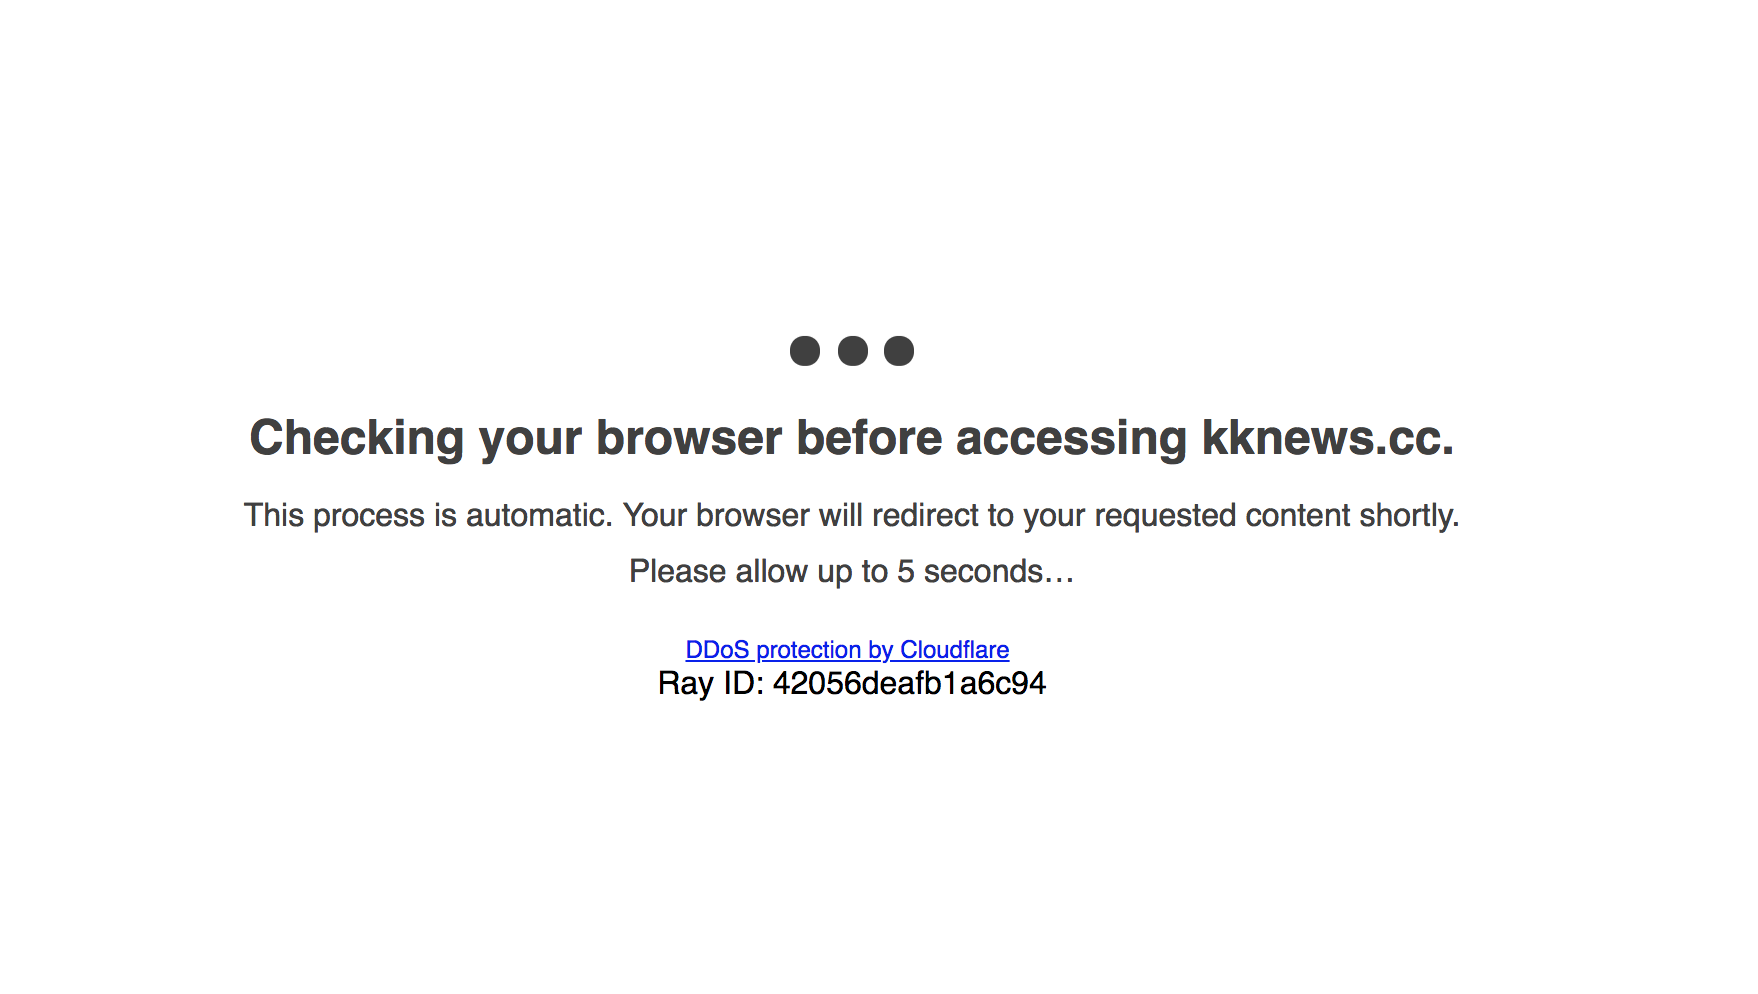 Checking your browser before accessing kknews.cc.
This process is automatic. Your browser will redirect to your requested content shortly.
Please allow up to 5 seconds…
DDoS protection by Cloudflare
Ray ID: 42056deafb1a6c94